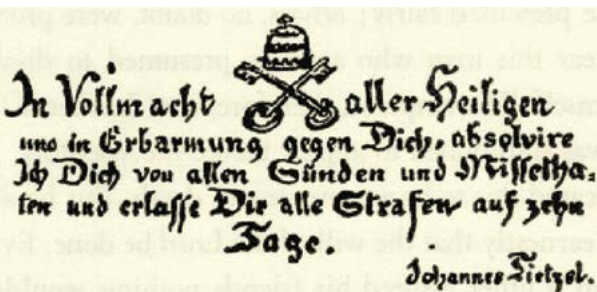 In Vollmacht aller Heiligen
und in Erbarmung gegen Dich, absolvire
Ich Dich von allen Sünden und Missetha-
ten und erlasse Dir alle Strafen auf zehn
Tage.
Johannes Tietzel.